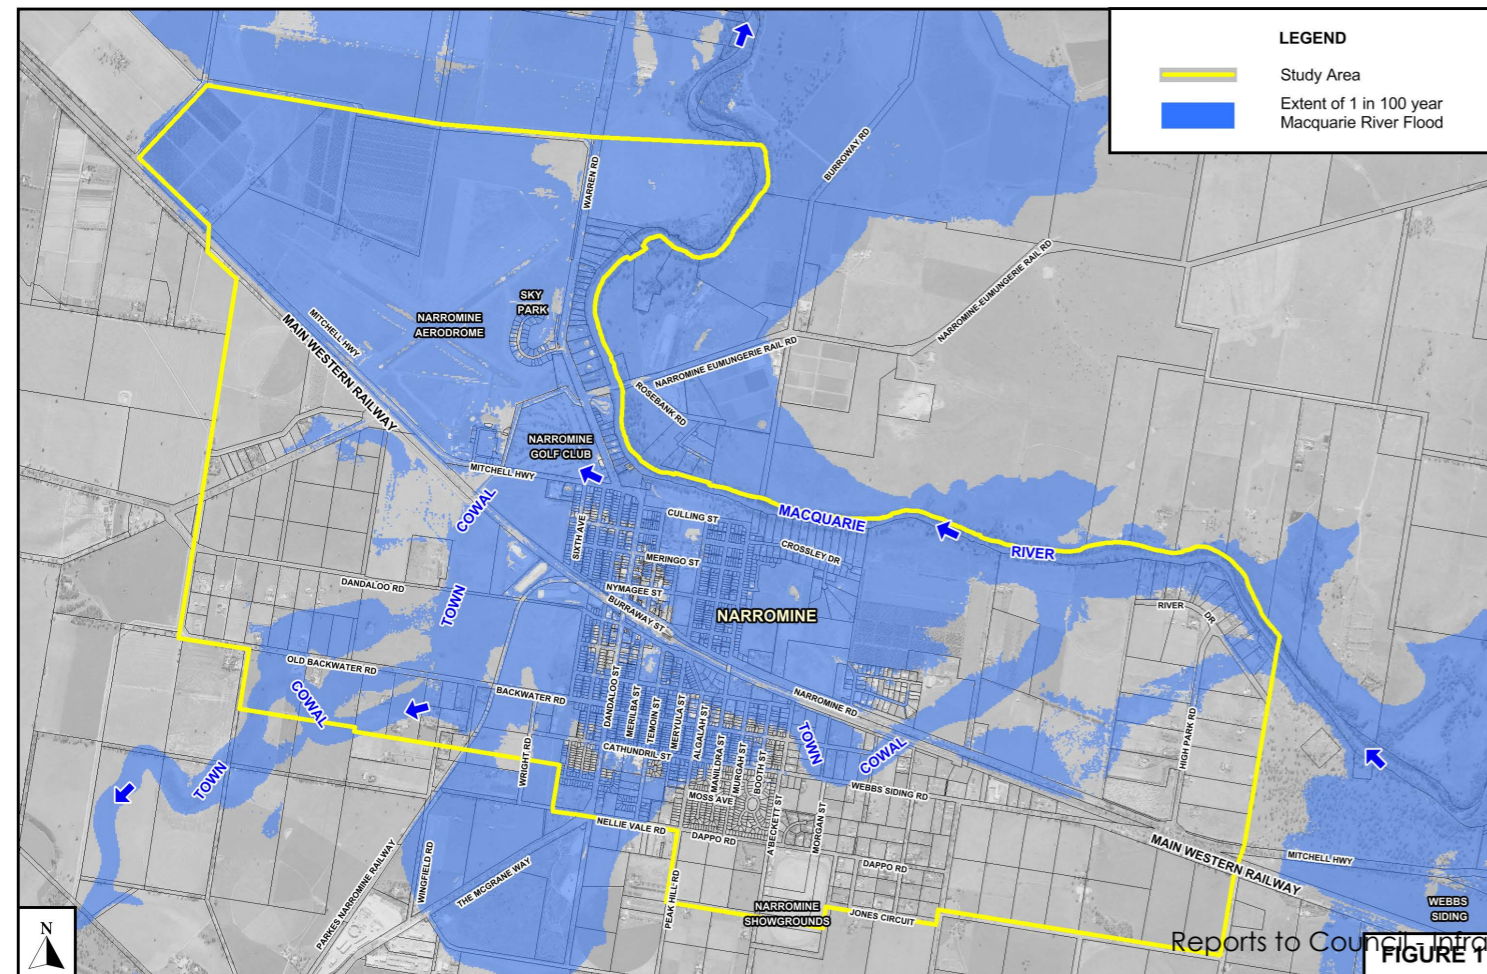 LEGEND
Study Area
Extent of 1 in 100 year
Macquarie River Flood
BURROWAY RD
WARREN RD
NARROMINE-EUMUNGERIE RAIL RD
SKY
PARK
NARROMINE
AERODROME
MITCHELL HWY
MAIN WESTERN RAILWAY
NARROMINE EUMUNGERIE RAIL RD
ROSEBANK RD
NARROMINE
GOLF CLUB
MITCHELL HWY
COWAL
SIXTH AVE
CULLING ST
MACQUARIE
RIVER
CROSSLEY DR
MERINGO ST
NYMAGEE ST
BURRAWAY ST
NARROMINE
DANDALOO RD
TOWN
RIVER
DR
OLD BACKWATER RD
COWAL
BACKWATER RD
DANDALOO ST
MERILBA ST
TEMOIN ST
MERYULA ST
ALGALAH ST
MANILDRA ST
MURGAH ST
BOOTH ST
A'BECKETT ST
MORGAN ST
NARROMINE RD
TOWN
COWAL
HIGH PARK RD
CATHUNDRIL ST
WRIGHT RD
TOWN
WEBBS SIDING RD
MOSS AVE
NELLIE VALE RD
DAPPO RD
DAPPO RD
MAIN WESTERN RAILWAY
MITCHELL HWY
PARKES NARROMINE RAILWAY
WINGFIELD RD
THE MCGRANE WAY
PEAK HILL RD
NARROMINE
SHOWGROUNDS
JONES CIRCUIT
WEBBS
SIDING
N
Reports to Council - Infra
FIGURE 1